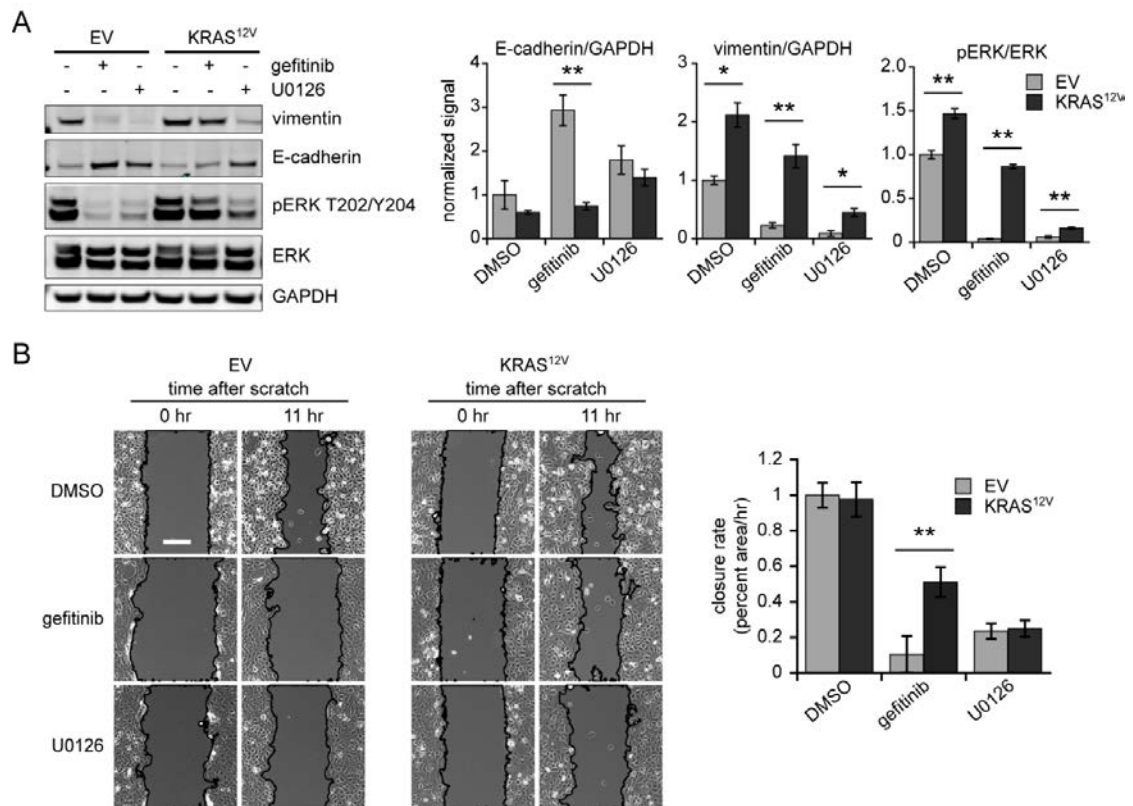 A
EV KRAS12V
- + - - + - gefitinib
- - + - - + U0126
vimentin
E-cadherin
pERK T202/Y204
ERK
GAPDH
E-cadherin/GAPDH
normalized signal
5
4
3
2
1
0
**
DMSO
gefitinib
U0126
vimentin/GAPDH
3
2
1
0
*
**
*
DMSO
gefitinib
U0126
pERK/ERK
2.0
1.5
1.0
0.5
0
**
**
**
EV
KRAS12V
DMSO
gefitinib
U0126
B
EV
time after scratch
0 hr 11 hr
KRAS12V
time after scratch
0 hr 11 hr
DMSO
gefitinib
U0126
closure rate
(percent area/hr)
1.2
1
0.8
0.6
0.4
0.2
0
EV
KRAS12V
**
DMSO
gefitinib
U0126